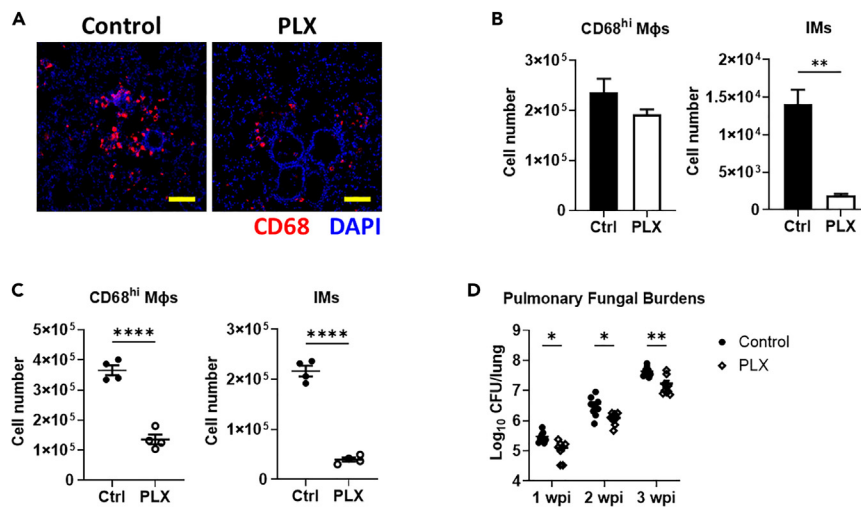 A
Control PLX
CD68 DAPI
B
CD68ʰⁱ Mφs
Cell number
3×10⁵
2×10⁵
1×10⁵
0
Ctrl PLX
IMs
**
Cell number
2×10⁴
1.5×10⁴
1×10⁴
5×10³
0
Ctrl PLX
C
CD68ʰⁱ Mφs
****
Cell number
5×10⁵
4×10⁵
3×10⁵
2×10⁵
1×10⁵
0
Ctrl PLX
IMs
****
Cell number
3×10⁵
2×10⁵
1×10⁵
0
Ctrl PLX
D
Pulmonary Fungal Burdens
* * **
Log₁₀ CFU/lung
9
8
7
6
5
4
1 wpi 2 wpi 3 wpi
Control
PLX